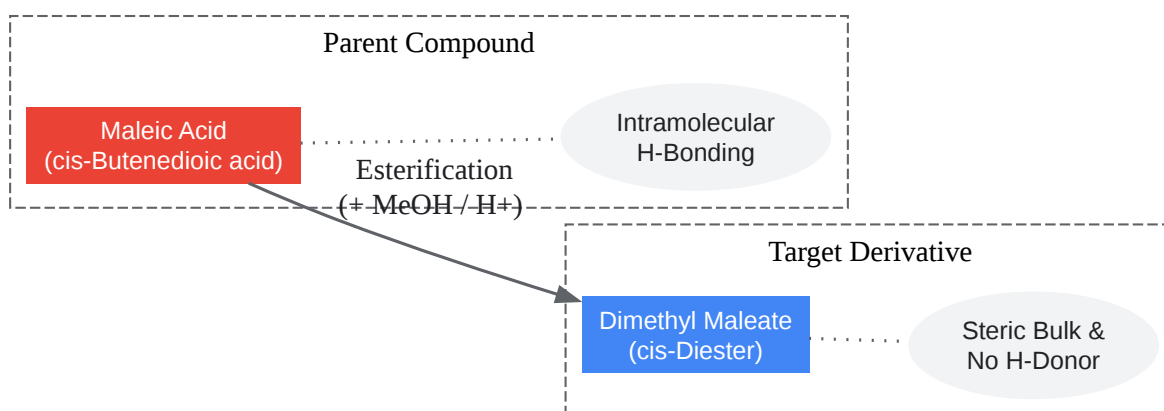 Parent Compound
Maleic Acid
(cis-Butenedioic acid)
Intramolecular
H-Bonding
Esterification
(+ MeOH / H+)
Target Derivative
Dimethyl Maleate
(cis-Diester)
Steric Bulk &
No H-Donor